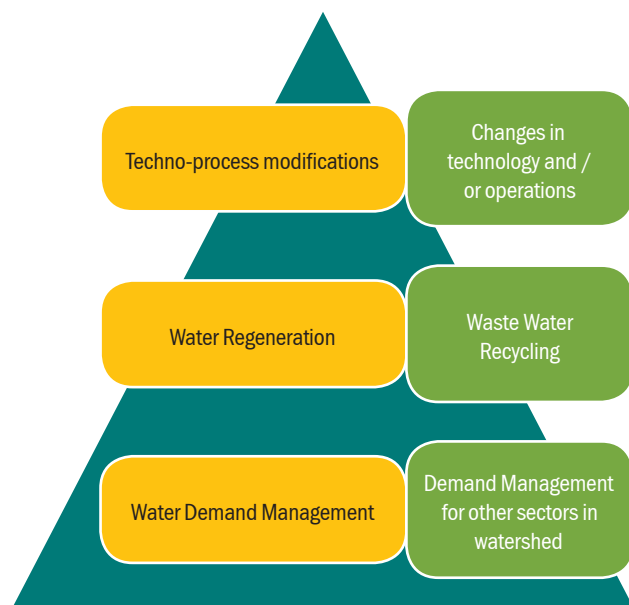 Techno-process modifications
Changes in
technology and /
or operations
Water Regeneration
Waste Water
Recycling
Water Demand Management
Demand Management
for other sectors in
watershed